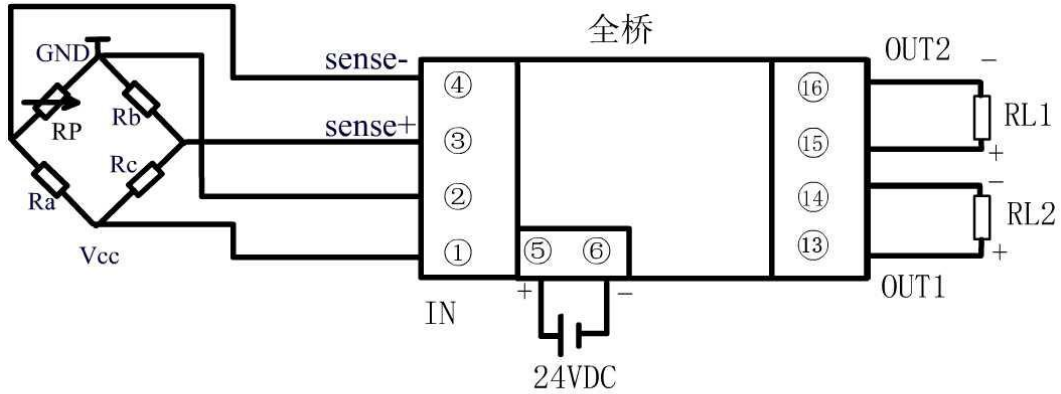 全桥
OUT2
GND
sense-
④
⑯
−
RL1
RP
Rb
sense+
③
⑮
+
Ra
Rc
②
⑭
−
RL2
Vcc
①
⑤
⑥
⑬
+
IN
+
−
OUT1
24VDC